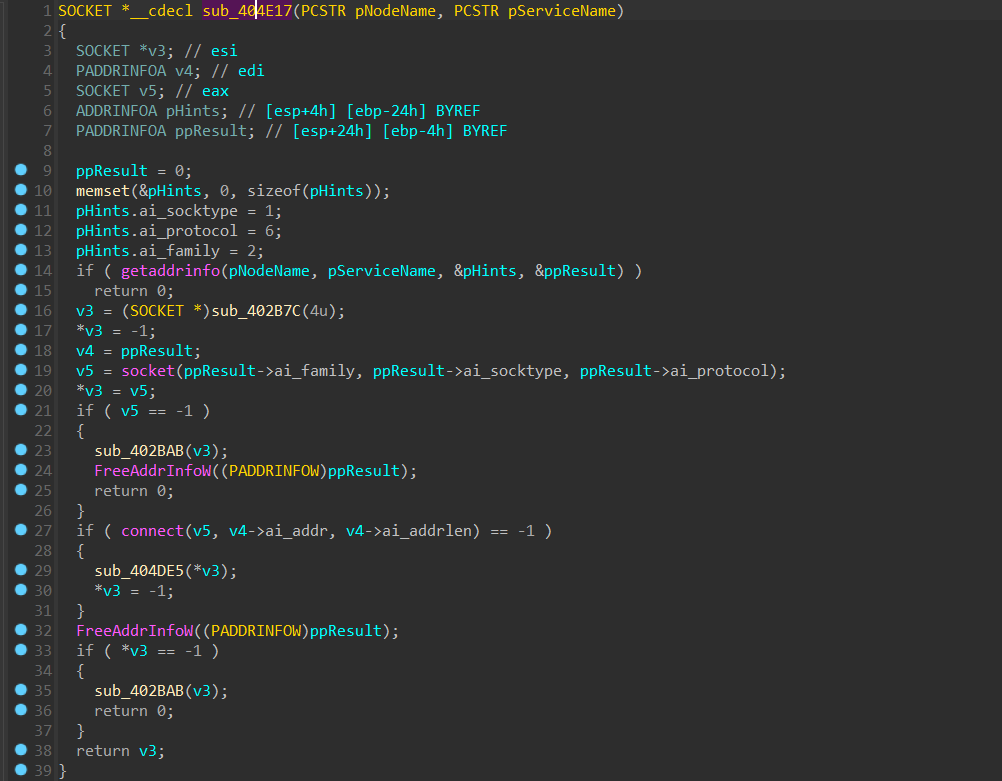 1 SOCKET *__cdecl sub_404E17(PCSTR pNodeName, PCSTR pServiceName)
2 {
3   SOCKET *v3; // esi
4   PADDRINFOA v4; // edi
5   SOCKET v5; // eax
6   ADDRINFOA pHints; // [esp+4h] [ebp-24h] BYREF
7   PADDRINFOA ppResult; // [esp+24h] [ebp-4h] BYREF
8
9   ppResult = 0;
10   memset(&pHints, 0, sizeof(pHints));
11   pHints.ai_socktype = 1;
12   pHints.ai_protocol = 6;
13   pHints.ai_family = 2;
14   if ( getaddrinfo(pNodeName, pServiceName, &pHints, &ppResult) )
15     return 0;
16   v3 = (SOCKET *)sub_402B7C(4u);
17   *v3 = -1;
18   v4 = ppResult;
19   v5 = socket(ppResult->ai_family, ppResult->ai_socktype, ppResult->ai_protocol);
20   *v3 = v5;
21   if ( v5 == -1 )
22   {
23     sub_402BAB(v3);
24     FreeAddrInfoW((PADDRINFOW)ppResult);
25     return 0;
26   }
27   if ( connect(v5, v4->ai_addr, v4->ai_addrlen) == -1 )
28   {
29     sub_404DE5(*v3);
30     *v3 = -1;
31   }
32   FreeAddrInfoW((PADDRINFOW)ppResult);
33   if ( *v3 == -1 )
34   {
35     sub_402BAB(v3);
36     return 0;
37   }
38   return v3;
39 }